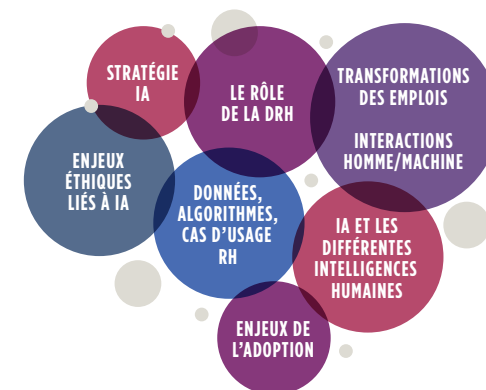 STRATÉGIE
IA
LE RÔLE
DE LA DRH
TRANSFORMATIONS
DES EMPLOIS
INTERACTIONS
HOMME/MACHINE
ENJEUX
ÉTHIQUES
LIÉS À IA
DONNÉES,
ALGORITHMES,
CAS D'USAGE
RH
IA ET LES
DIFFÉRENTES
INTELLIGENCES
HUMAINES
ENJEUX DE
L'ADOPTION